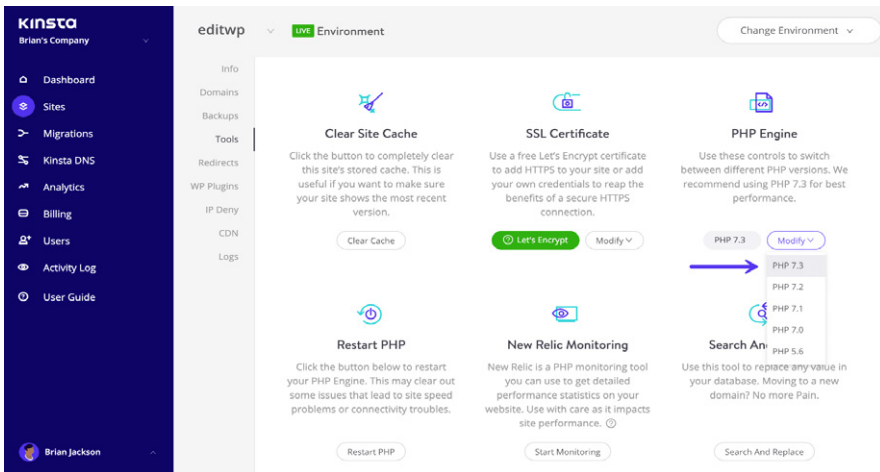 KINSTA
Brian's Company
Dashboard
Sites
Migrations
Kinsta DNS
Analytics
Billing
Users
Activity Log
User Guide
Brian Jackson
editwp
LIVE Environment
Change Environment
Info
Domains
Backups
Tools
Redirects
WP Plugins
IP Deny
CDN
Logs
Clear Site Cache
Click the button to completely clear
this site's stored cache. This is
useful if you want to make sure
your site shows the most recent
version.
Clear Cache
SSL Certificate
Use a free Let's Encrypt certificate
to add HTTPS to your site or add
your own credentials to reap the
benefits of a secure HTTPS
connection.
Let's Encrypt
Modify
PHP Engine
Use these controls to switch
between different PHP versions. We
recommend using PHP 7.3 for best
performance.
PHP 7.3
Modify
PHP 7.3
PHP 7.2
PHP 7.1
PHP 7.0
PHP 5.6
Restart PHP
Click the button below to restart
your PHP Engine. This may clear out
some issues that lead to site speed
problems or connectivity troubles.
Restart PHP
New Relic Monitoring
New Relic is a PHP monitoring tool
you can use to get detailed
performance statistics on your
website. Use with care as it impacts
site performance.
Start Monitoring
Search An
Use this tool to replace any value in
your database. Moving to a new
domain? No more Pain.
Search And Replace